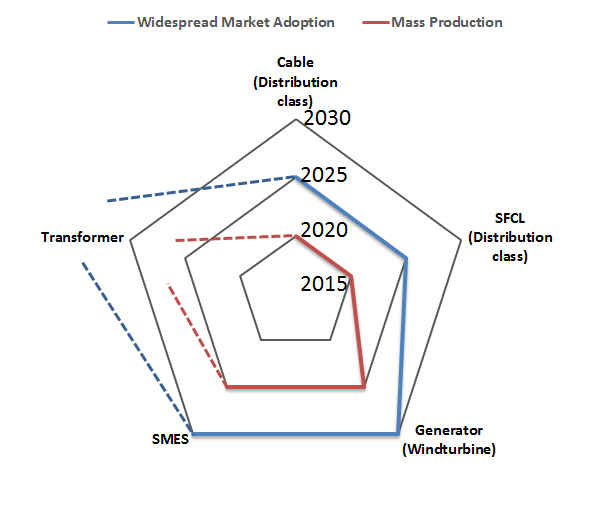 Widespread Market Adoption
Mass Production
Cable
(Distribution
class)
2030
2025
2020
2015
SFCL
(Distribution
class)
Transformer
SMES
Generator
(Windturbine)